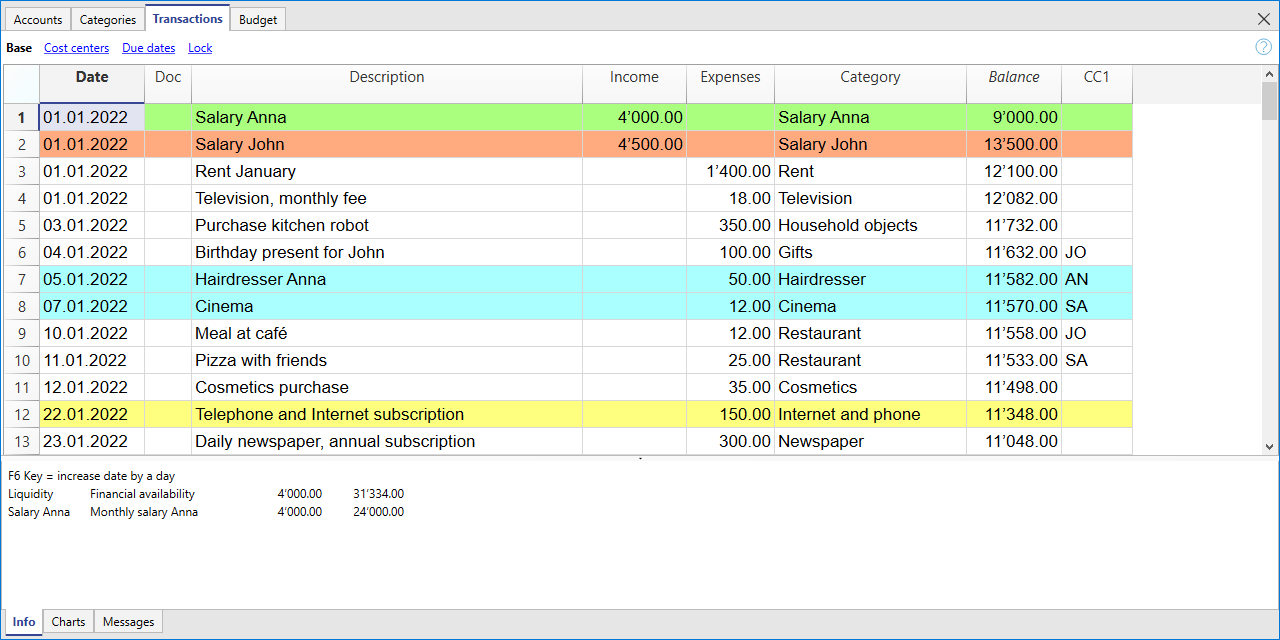 Accounts Categories Transactions Budget
Base Cost centers Due dates Lock ?
Date Doc Description Income Expenses Category Balance CC1
1 01.01.2022 Salary Anna 4’000.00 Salary Anna 9’000.00
2 01.01.2022 Salary John 4’500.00 Salary John 13’500.00
3 01.01.2022 Rent January 1’400.00 Rent 12’100.00
4 01.01.2022 Television, monthly fee 18.00 Television 12’082.00
5 03.01.2022 Purchase kitchen robot 350.00 Household objects 11’732.00
6 04.01.2022 Birthday present for John 100.00 Gifts 11’632.00 JO
7 05.01.2022 Hairdresser Anna 50.00 Hairdresser 11’582.00 AN
8 07.01.2022 Cinema 12.00 Cinema 11’570.00 SA
9 10.01.2022 Meal at café 12.00 Restaurant 11’558.00 JO
10 11.01.2022 Pizza with friends 25.00 Restaurant 11’533.00 SA
11 12.01.2022 Cosmetics purchase 35.00 Cosmetics 11’498.00
12 22.01.2022 Telephone and Internet subscription 150.00 Internet and phone 11’348.00
13 23.01.2022 Daily newspaper, annual subscription 300.00 Newspaper 11’048.00
F6 Key = increase date by a day
Liquidity Financial availability 4’000.00 31’334.00
Salary Anna Monthly salary Anna 4’000.00 24’000.00
Info Charts Messages